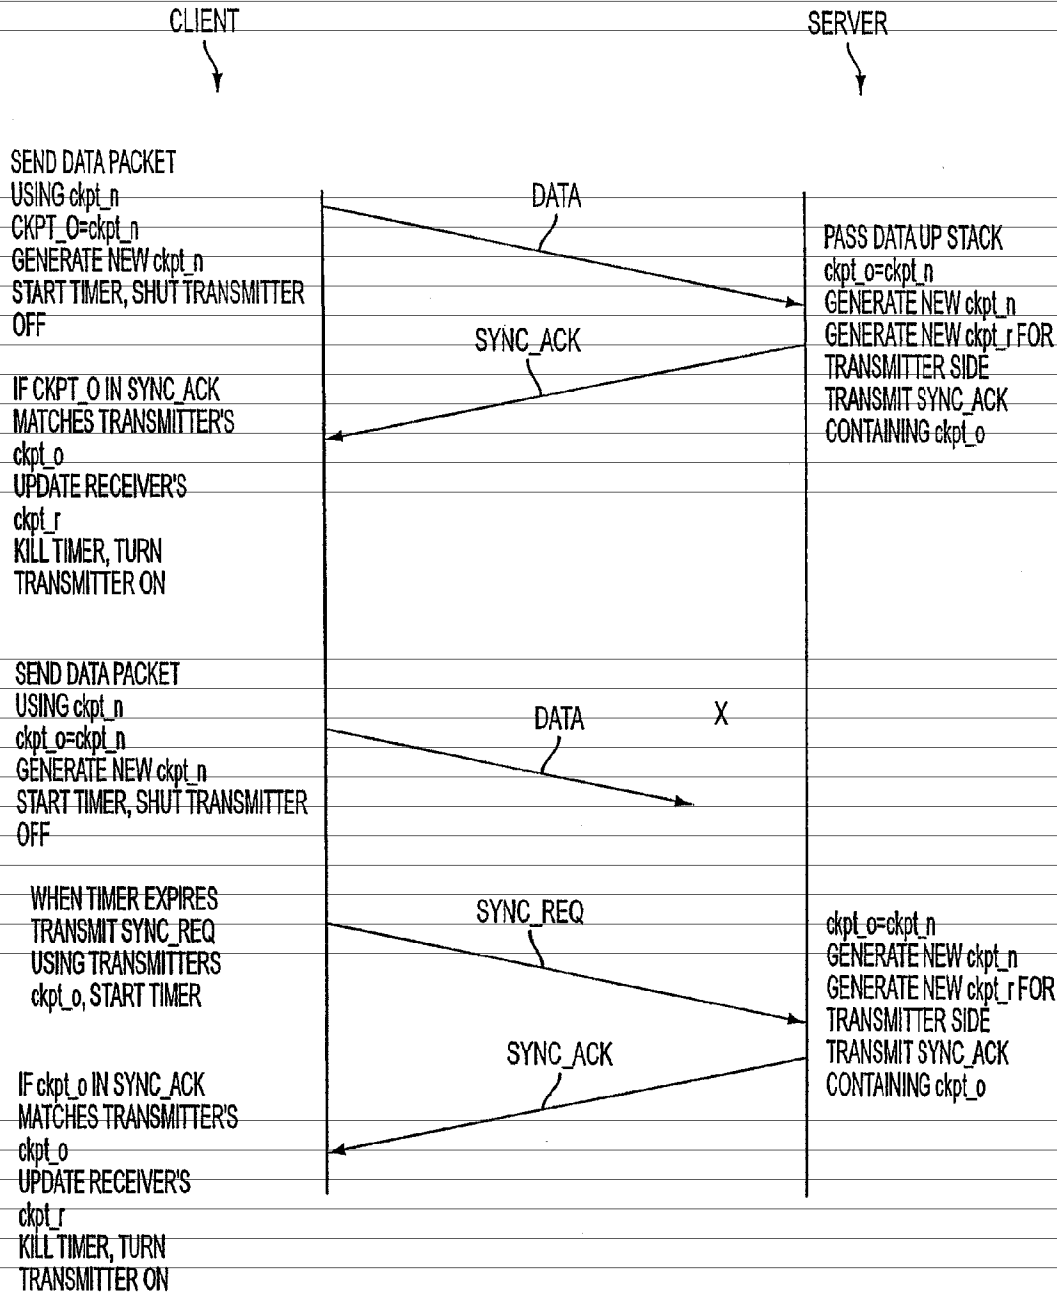 CLIENT
SERVER
SEND DATA PACKET
USING ckpt_n
CKPT_O=ckpt_n
GENERATE NEW ckpt_n
START TIMER, SHUT TRANSMITTER
OFF
DATA
PASS DATA UP STACK
ckpt_o=ckpt_n
GENERATE NEW ckpt_n
GENERATE NEW ckpt_r FOR
TRANSMITTER SIDE
TRANSMIT SYNC_ACK
CONTAINING ckpt_o
SYNC_ACK
IF CKPT_O IN SYNC_ACK
MATCHES TRANSMITTER'S
ckpt_o
UPDATE RECEIVER'S
ckpt_r
KILL TIMER, TURN
TRANSMITTER ON
SEND DATA PACKET
USING ckpt_n
ckpt_o=ckpt_n
GENERATE NEW ckpt_n
START TIMER, SHUT TRANSMITTER
OFF
DATA
X
WHEN TIMER EXPIRES
TRANSMIT SYNC_REQ
USING TRANSMITTERS
ckpt_o, START TIMER
SYNC_REQ
ckpt_o=ckpt_n
GENERATE NEW ckpt_n
GENERATE NEW ckpt_r FOR
TRANSMITTER SIDE
TRANSMIT SYNC_ACK
CONTAINING ckpt_o
SYNC_ACK
IF ckpt_o IN SYNC_ACK
MATCHES TRANSMITTER'S
ckpt_o
UPDATE RECEIVER'S
ckpt_r
KILL TIMER, TURN
TRANSMITTER ON